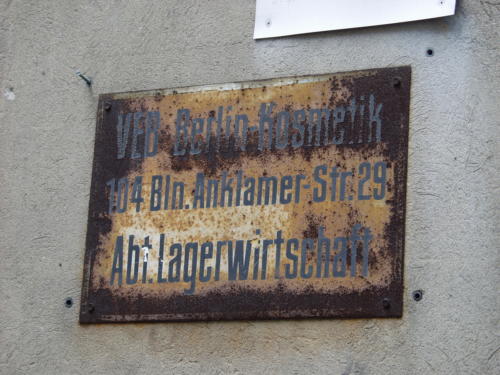 VEB Berlin-Kosmetik
104 Bln. Anklamer-Str. 29
Abt. Lagerwirtschaft